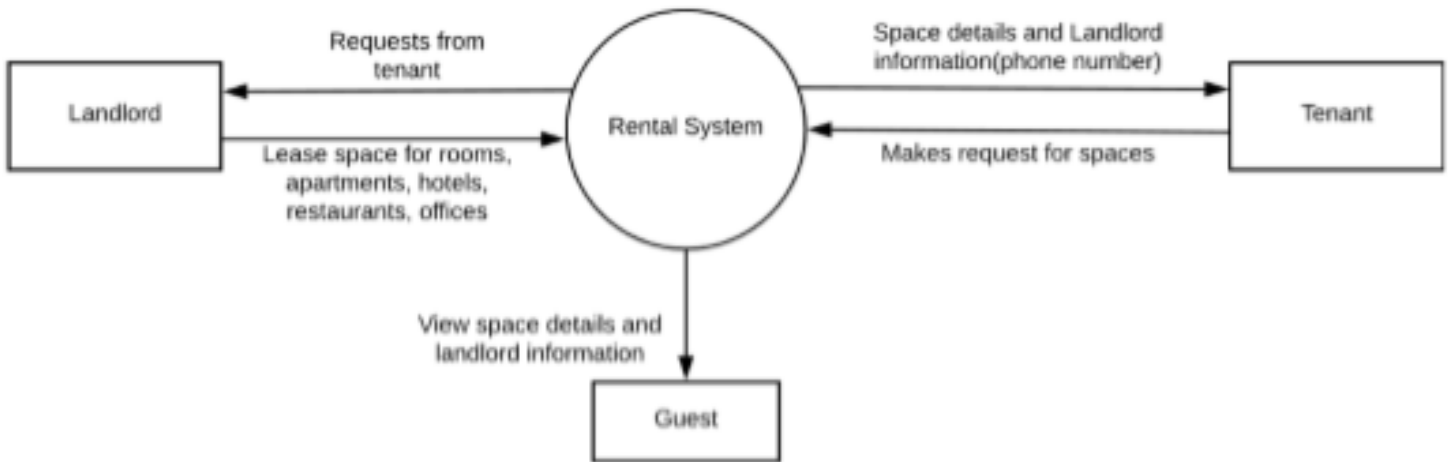 Requests from
tenant
Space details and Landlord
information(phone number)
Landlord
Rental System
Tenant
Lease space for rooms,
apartments, hotels,
restaurants, offices
Makes request for spaces
View space details and
landlord information
Guest